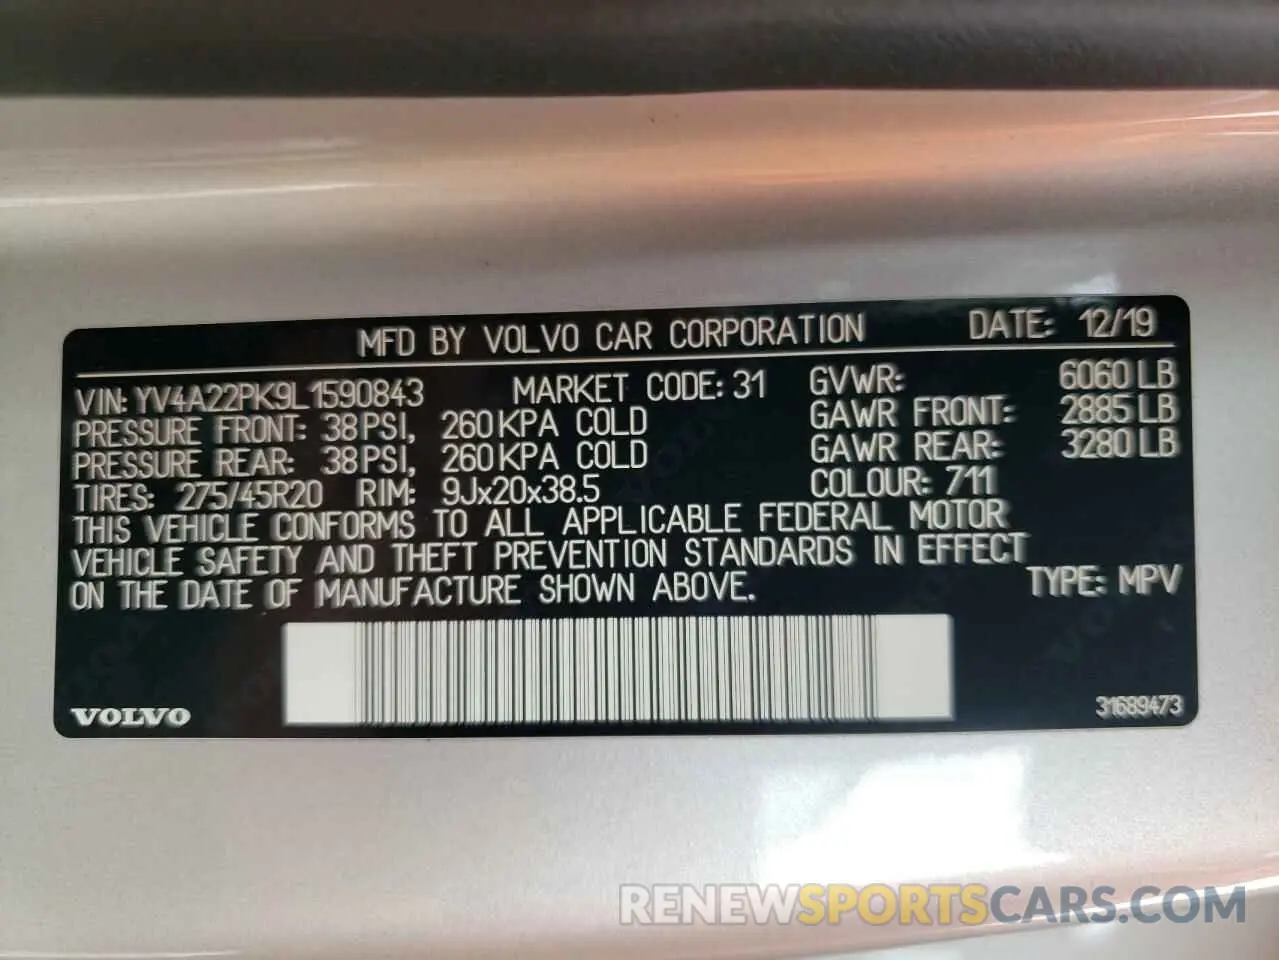 MFD BY VOLVO CAR CORPORATION DATE: 12/19
VIN: YV4A22PK9L1590843 MARKET CODE: 31 GVWR: 6060 LB
PRESSURE FRONT: 38 PSI, 260 KPA COLD GAWR FRONT: 2885 LB
PRESSURE REAR: 38 PSI, 260 KPA COLD GAWR REAR: 3280 LB
TIRES: 275/45R20 RIM: 9Jx20x38.5 COLOUR: 711
THIS VEHICLE CONFORMS TO ALL APPLICABLE FEDERAL MOTOR
VEHICLE SAFETY AND THEFT PREVENTION STANDARDS IN EFFECT
ON THE DATE OF MANUFACTURE SHOWN ABOVE. TYPE: MPV
VOLVO 31689473
RENEWSPORTSCARS.COM